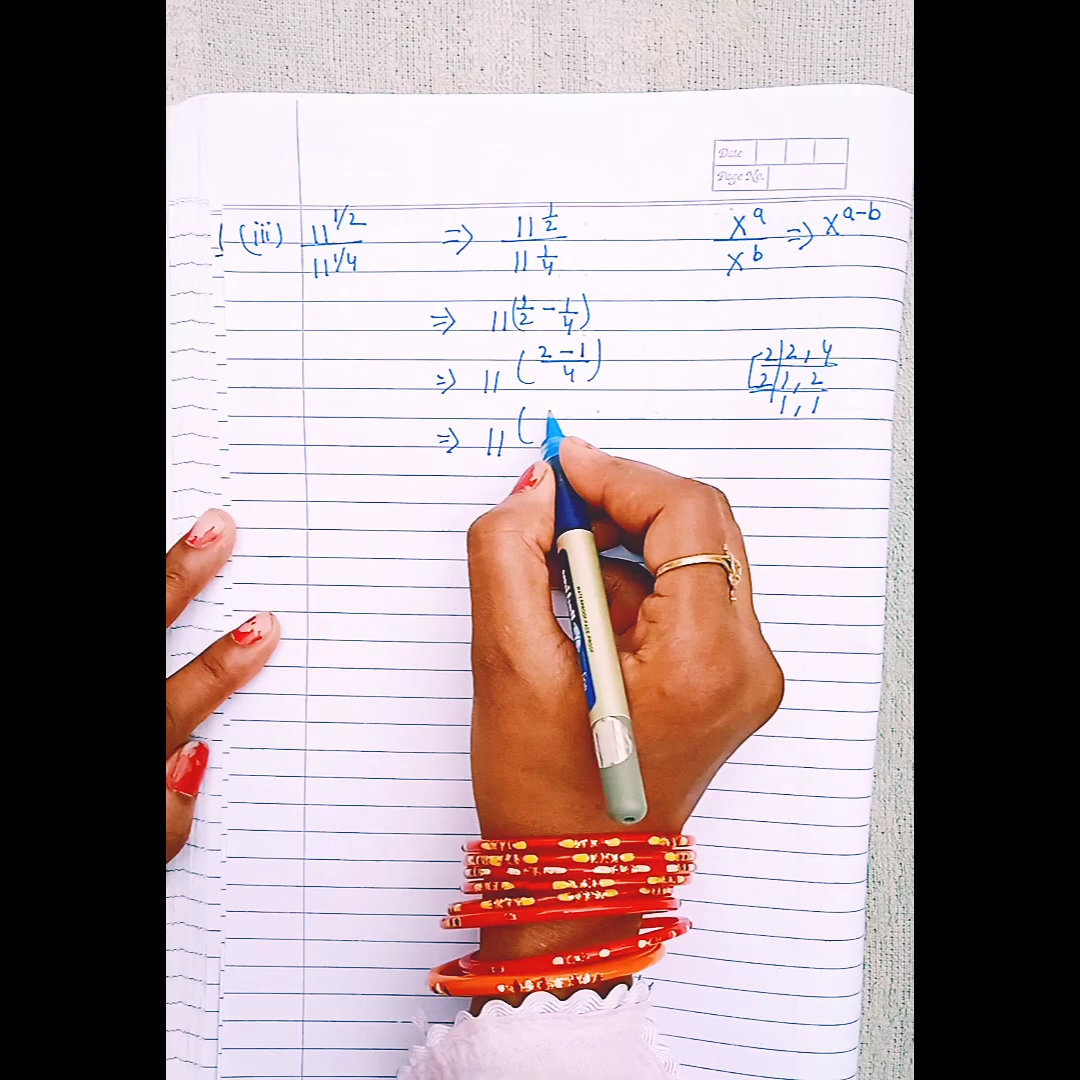 Date
Page No.
(iii) 11^1/2 / 11^1/4 ⇒ 11^1/2 / 11^1/4 x^a / x^b ⇒ x^a-b
⇒ 11^(1/2 - 1/4)
⇒ 11^(2-1 / 4)
2|2, 4
2|1, 2
1, 1
⇒ 11^(